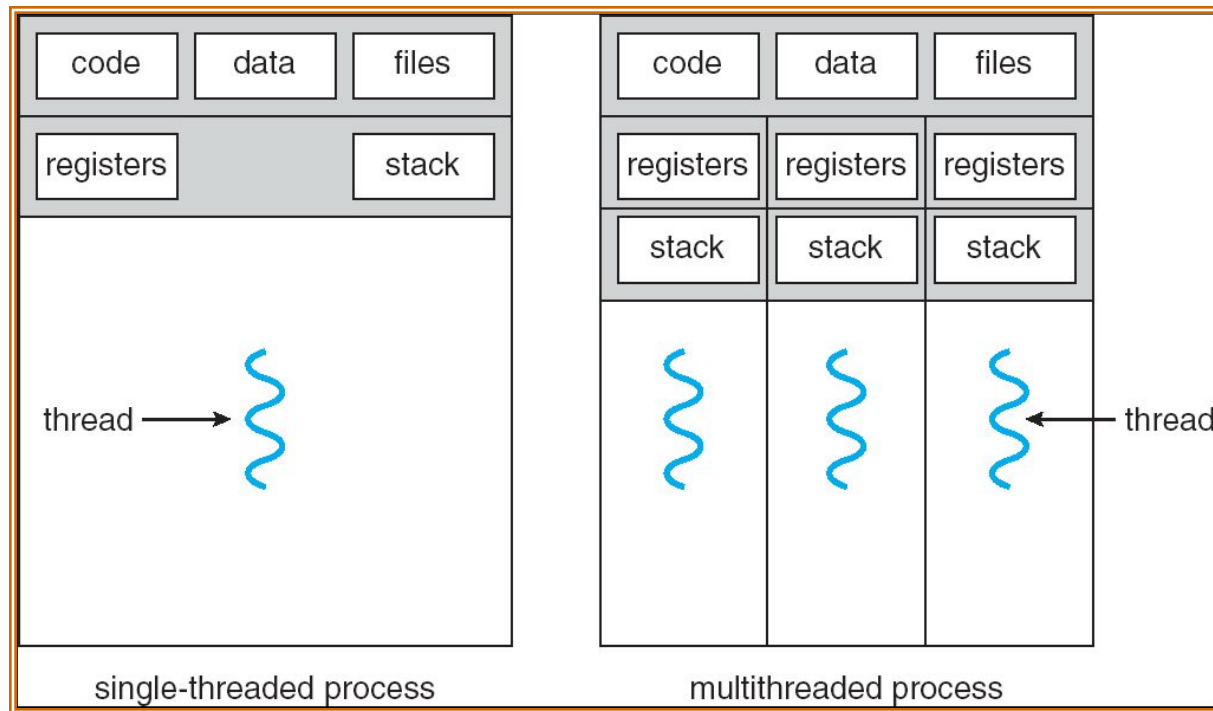 code data files
registers stack
thread
single-threaded process
code data files
registers registers registers
stack stack stack
thread
multithreaded process